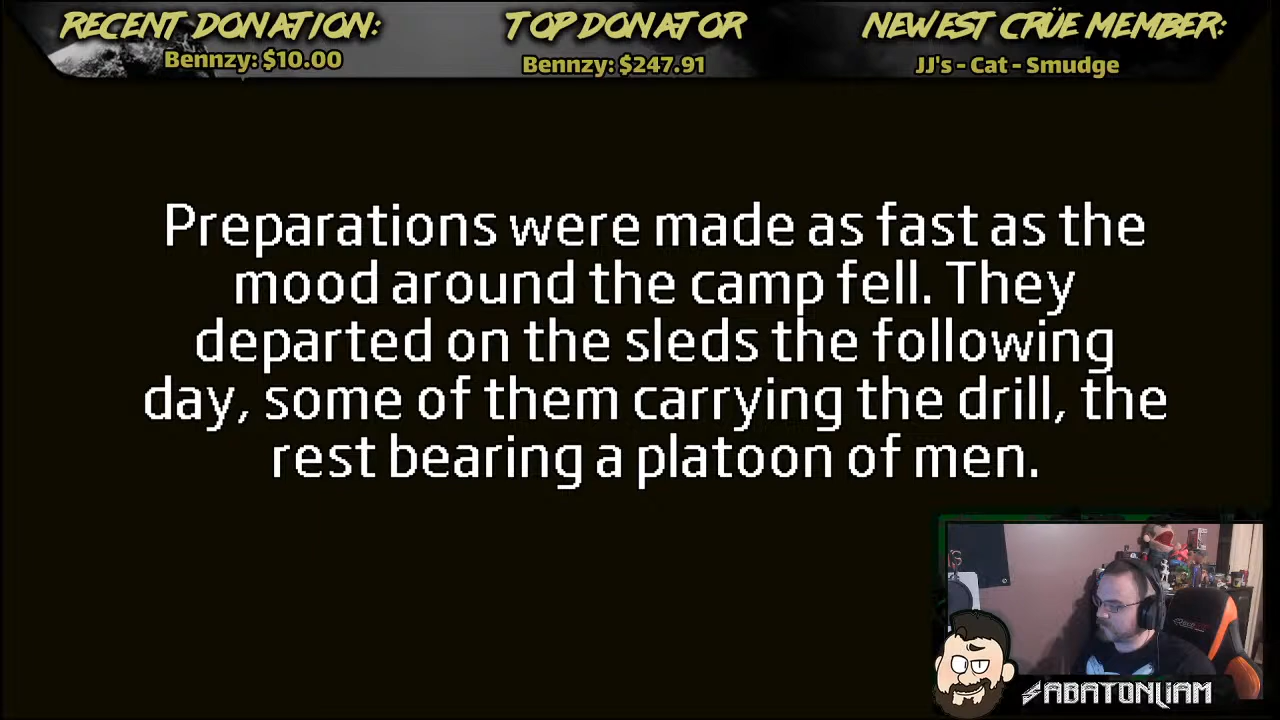 RECENT DONATION:
Bennzy: $10.00
TOP DONATOR
Bennzy: $247.91
NEWEST CRÜE MEMBER:
JJ's - Cat - Smudge
Preparations were made as fast as the
mood around the camp fell. They
departed on the sleds the following
day, some of them carrying the drill, the
rest bearing a platoon of men.
SABATONLIAM